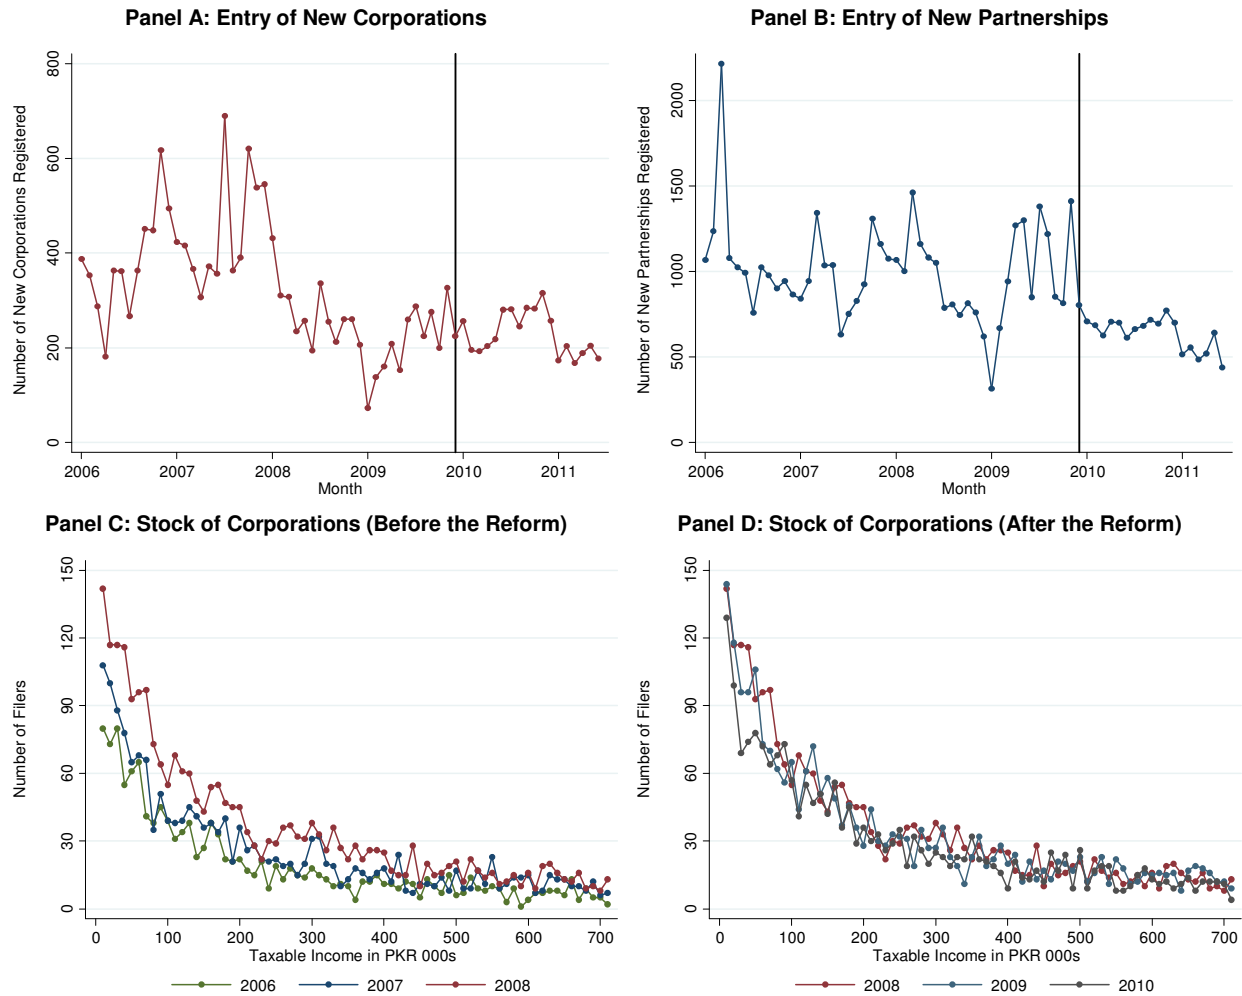 Panel A: Entry of New Corporations
Number of New Corporations Registered
0 200 400 600 800
2006 2007 2008 2009 2010 2011
Month
Panel B: Entry of New Partnerships
Number of New Partnerships Registered
0 500 1000 1500 2000
2006 2007 2008 2009 2010 2011
Month
Panel C: Stock of Corporations (Before the Reform)
Number of Filers
0 30 60 90 120 150
0 100 200 300 400 500 600 700
Taxable Income in PKR 000s
2006 2007 2008
Panel D: Stock of Corporations (After the Reform)
Number of Filers
0 30 60 90 120 150
0 100 200 300 400 500 600 700
Taxable Income in PKR 000s
2008 2009 2010